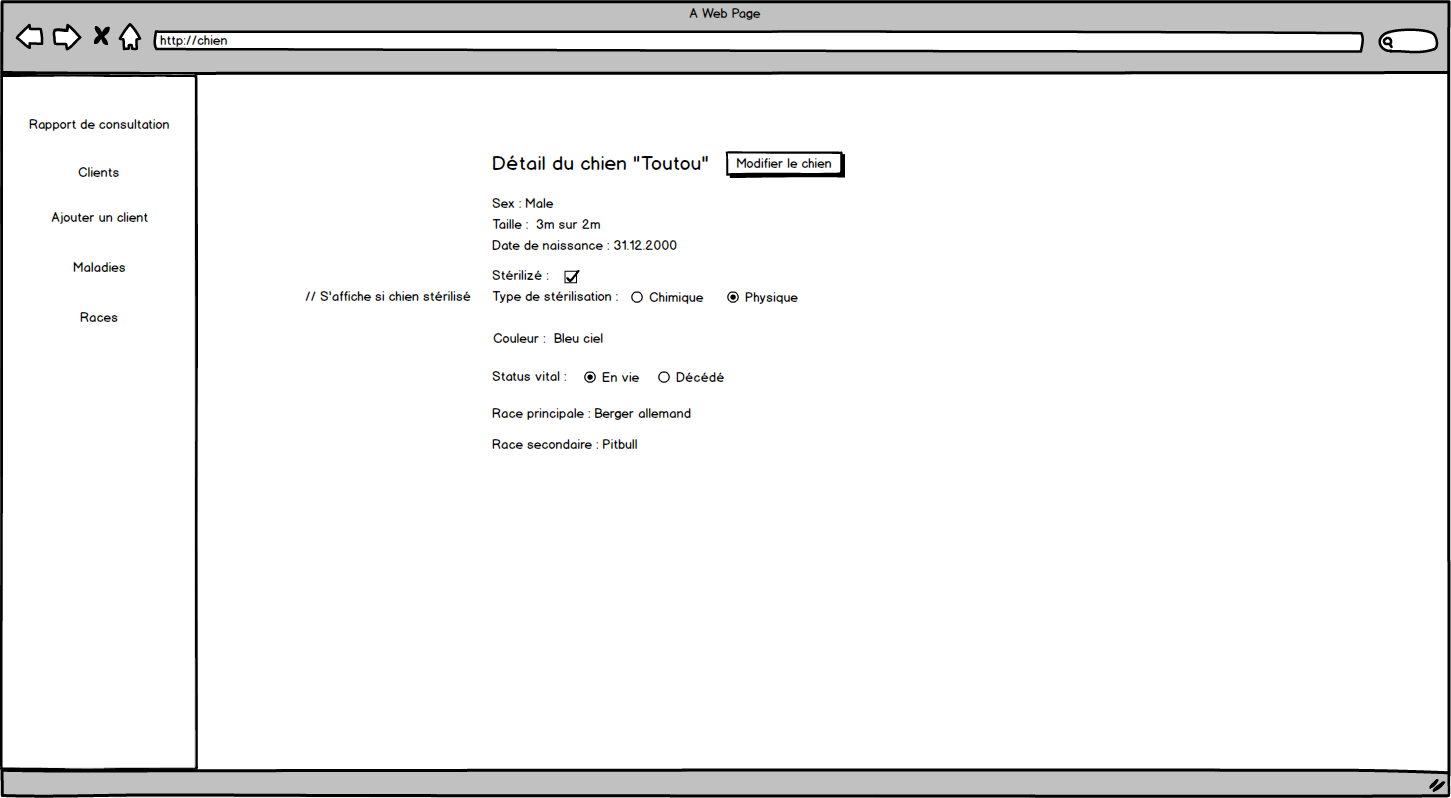 A Web Page
http://chien
Rapport de consultation
Clients
Ajouter un client
Maladies
Races
Détail du chien "Toutou"
Modifier le chien
Sex : Male
Taille : 3m sur 2m
Date de naissance : 31.12.2000
Stérilizé :
// S'affiche si chien stérilisé
Type de stérilisation : Chimique Physique
Couleur : Bleu ciel
Status vital : En vie Décédé
Race principale : Berger allemand
Race secondaire : Pitbull